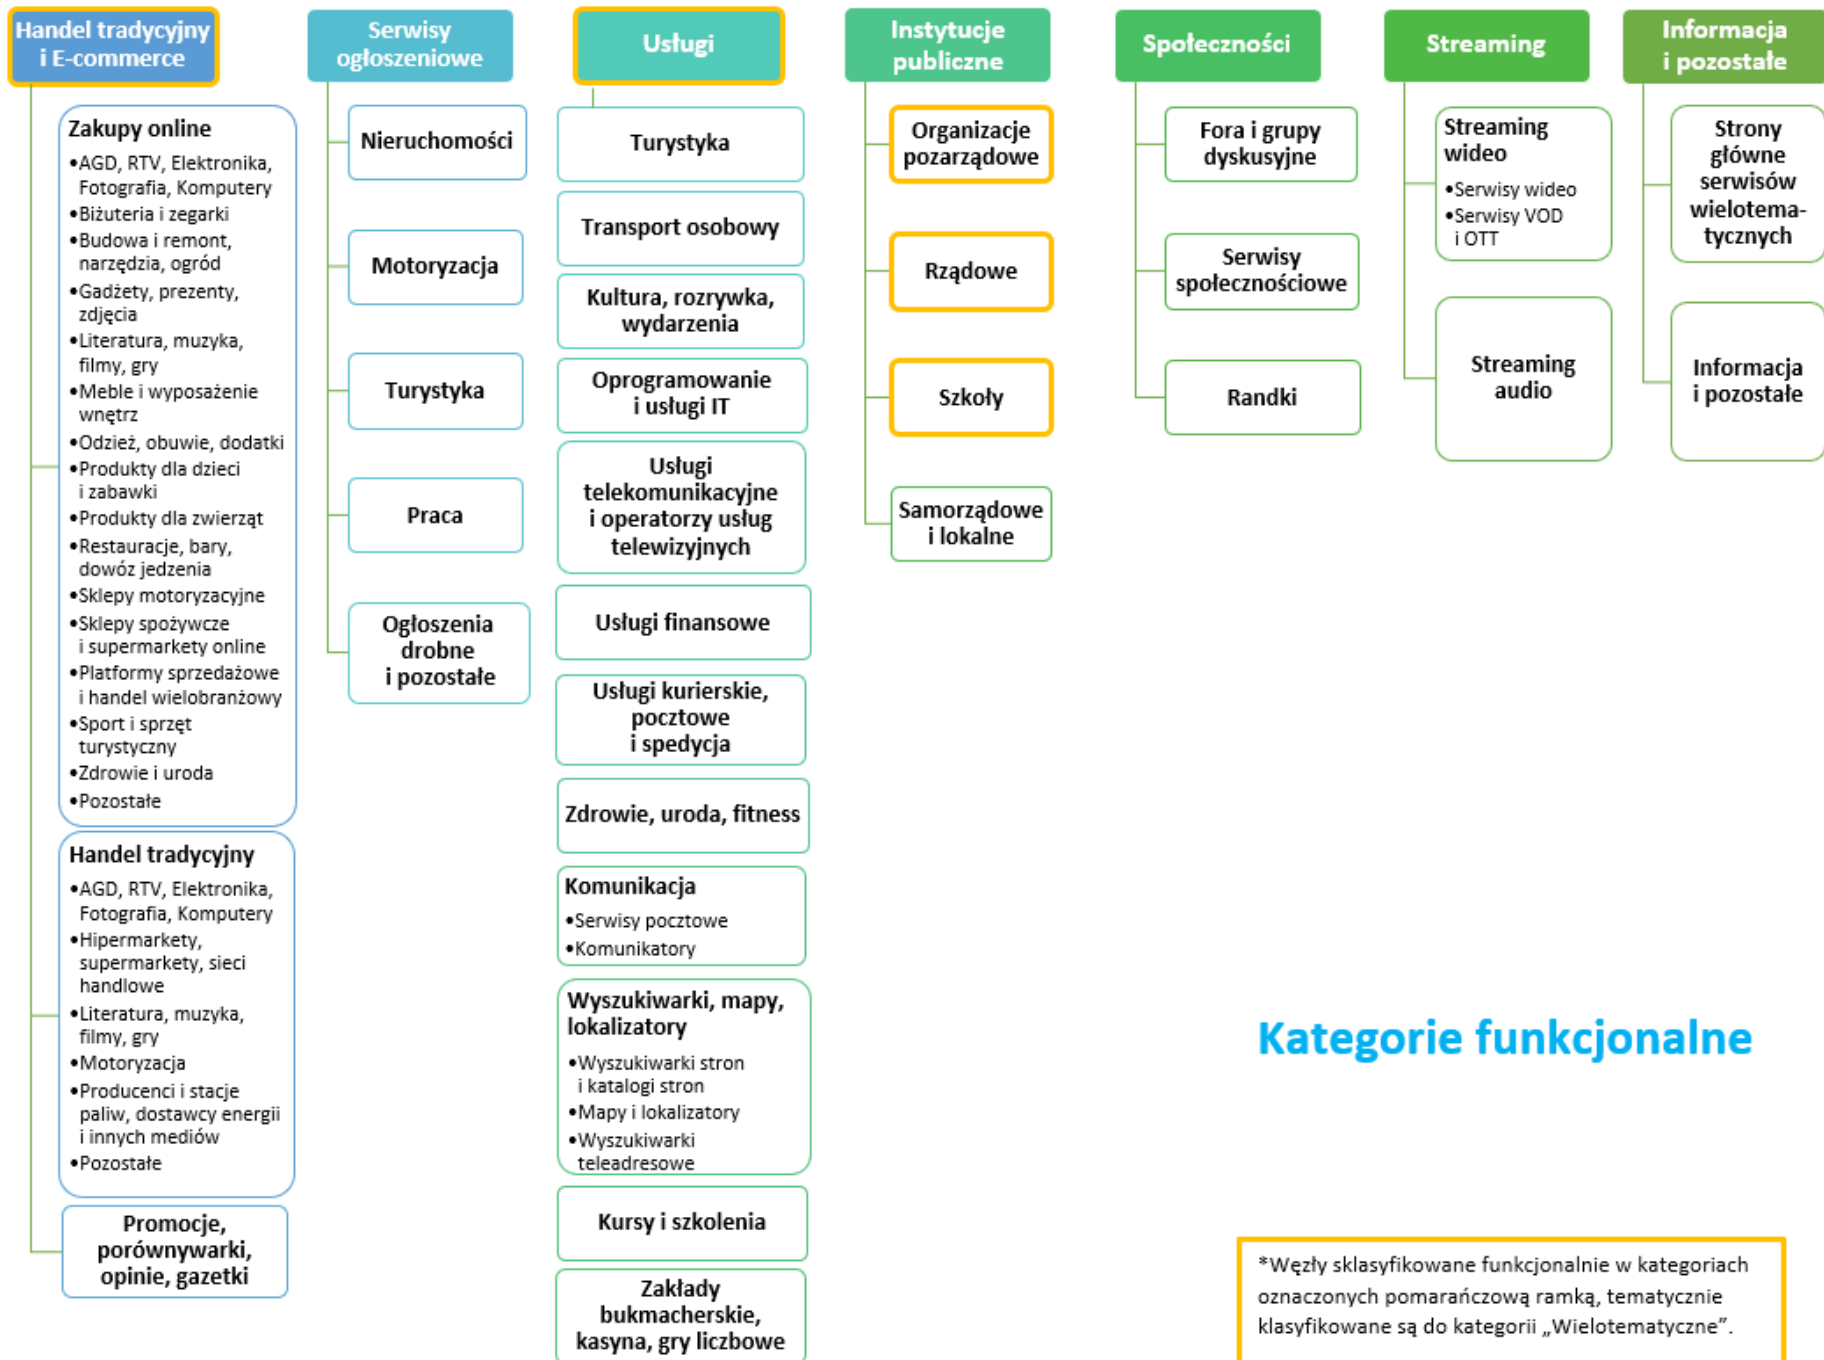 Handel tradycyjny
i E-commerce
Zakupy online
•AGD, RTV, Elektronika,
Fotografia, Komputery
•Biżuteria i zegarki
•Budowa i remont,
narzędzia, ogród
•Gadżety, prezenty,
zdjęcia
•Literatura, muzyka,
filmy, gry
•Meble i wyposażenie
wnętrz
•Odzież, obuwie, dodatki
•Produkty dla dzieci
i zabawki
•Produkty dla zwierząt
•Restauracje, bary,
dowóz jedzenia
•Sklepy motoryzacyjne
•Sklepy spożywcze
i supermarkety online
•Platformy sprzedażowe
i handel wielobranżowy
•Sport i sprzęt
turystyczny
•Zdrowie i uroda
•Pozostałe
Handel tradycyjny
•AGD, RTV, Elektronika,
Fotografia, Komputery
•Hipermarkety,
supermarkety, sieci
handlowe
•Literatura, muzyka,
filmy, gry
•Motoryzacja
•Producenci i stacje
paliw, dostawcy energii
i innych mediów
•Pozostałe
Promocje,
porównywarki,
opinie, gazetki
Serwisy
ogłoszeniowe
Nieruchomości
Motoryzacja
Turystyka
Praca
Ogłoszenia
drobne
i pozostałe
Usługi
Turystyka
Transport osobowy
Kultura, rozrywka,
wydarzenia
Oprogramowanie
i usługi IT
Usługi
telekomunikacyjne
i operatorzy usług
telewizyjnych
Usługi finansowe
Usługi kurierskie,
pocztowe
i spedycja
Zdrowie, uroda, fitness
Komunikacja
•Serwisy pocztowe
•Komunikatory
Wyszukiwarki, mapy,
lokalizatory
•Wyszukiwarki stron
i katalogi stron
•Mapy i lokalizatory
•Wyszukiwarki
teleadresowe
Kursy i szkolenia
Zakłady
bukmacherskie,
kasyna, gry liczbowe
Instytucje
publiczne
Organizacje
pozarządowe
Rządowe
Szkoły
Samorządowe
i lokalne
Społeczności
Fora i grupy
dyskusyjne
Serwisy
społecznościowe
Randki
Streaming
Streaming
wideo
•Serwisy wideo
•Serwisy VOD
i OTT
Streaming
audio
Informacja
i pozostałe
Strony
główne
serwisów
wielotema-
tycznych
Informacja
i pozostałe
Kategorie funkcjonalne
*Węzły sklasyfikowane funkcjonalnie w kategoriach
oznaczonych pomarańczową ramką, tematycznie
klasyfikowane są do kategorii „Wielotematyczne”.